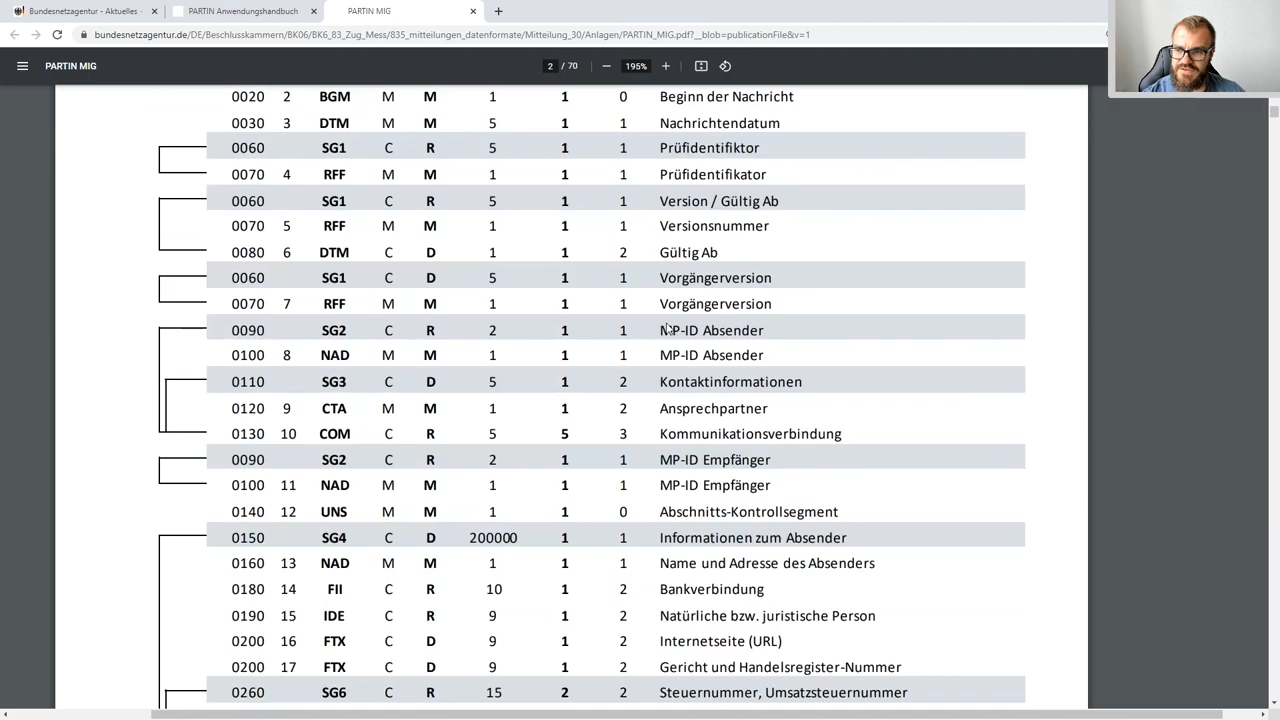 Bundesnetzagentur - Aktuelles -
PARTIN Anwendungshandbuch
PARTIN MIG
bundesnetzagentur.de/DE/Beschlusskammern/BK06/BK6_83_Zug_Mess/835_mitteilungen_datenformate/Mitteilung_30/Anlagen/PARTIN_MIG.pdf?__blob=publicationFile&v=1
PARTIN MIG
2 / 70
195%
0020 2 BGM M M 1 1 0 Beginn der Nachricht
0030 3 DTM M M 5 1 1 Nachrichtendatum
0060 SG1 C R 5 1 1 Prüfidentifiktor
0070 4 RFF M M 1 1 1 Prüfidentifikator
0060 SG1 C R 5 1 1 Version / Gültig Ab
0070 5 RFF M M 1 1 1 Versionsnummer
0080 6 DTM C D 1 1 2 Gültig Ab
0060 SG1 C D 5 1 1 Vorgängerversion
0070 7 RFF M M 1 1 1 Vorgängerversion
0090 SG2 C R 2 1 1 MP-ID Absender
0100 8 NAD M M 1 1 1 MP-ID Absender
0110 SG3 C D 5 1 2 Kontaktinformationen
0120 9 CTA M M 1 1 2 Ansprechpartner
0130 10 COM C R 5 5 3 Kommunikationsverbindung
0090 SG2 C R 2 1 1 MP-ID Empfänger
0100 11 NAD M M 1 1 1 MP-ID Empfänger
0140 12 UNS M M 1 1 0 Abschnitts-Kontrollsegment
0150 SG4 C D 200000 1 1 Informationen zum Absender
0160 13 NAD M M 1 1 1 Name und Adresse des Absenders
0180 14 FII C R 10 1 2 Bankverbindung
0190 15 IDE C R 9 1 2 Natürliche bzw. juristische Person
0200 16 FTX C D 9 1 2 Internetseite (URL)
0200 17 FTX C D 9 1 2 Gericht und Handelsregister-Nummer
0260 SG6 C R 15 2 2 Steuernummer, Umsatzsteuernummer